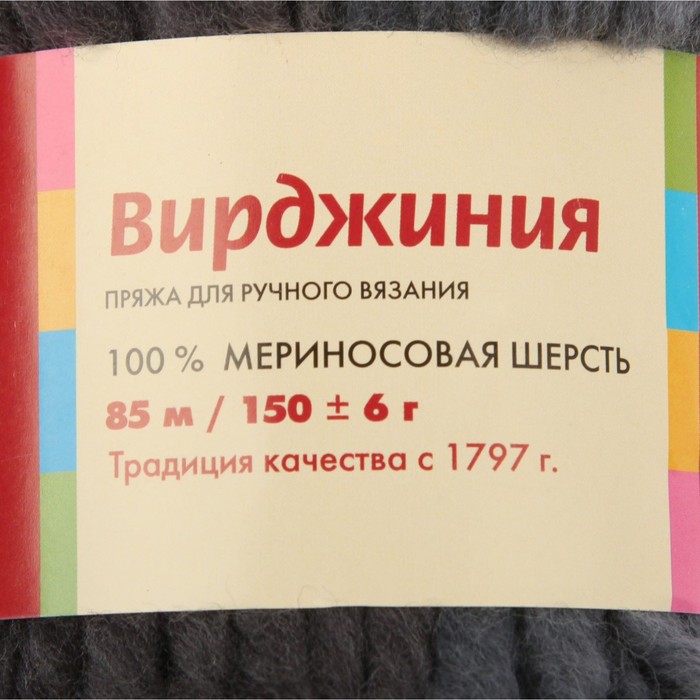 Вирджиния
ПРЯЖА ДЛЯ РУЧНОГО ВЯЗАНИЯ
100 % МЕРИНОСОВАЯ ШЕРСТЬ
85 м / 150 ± 6 г
Традиция качества с 1797 г.